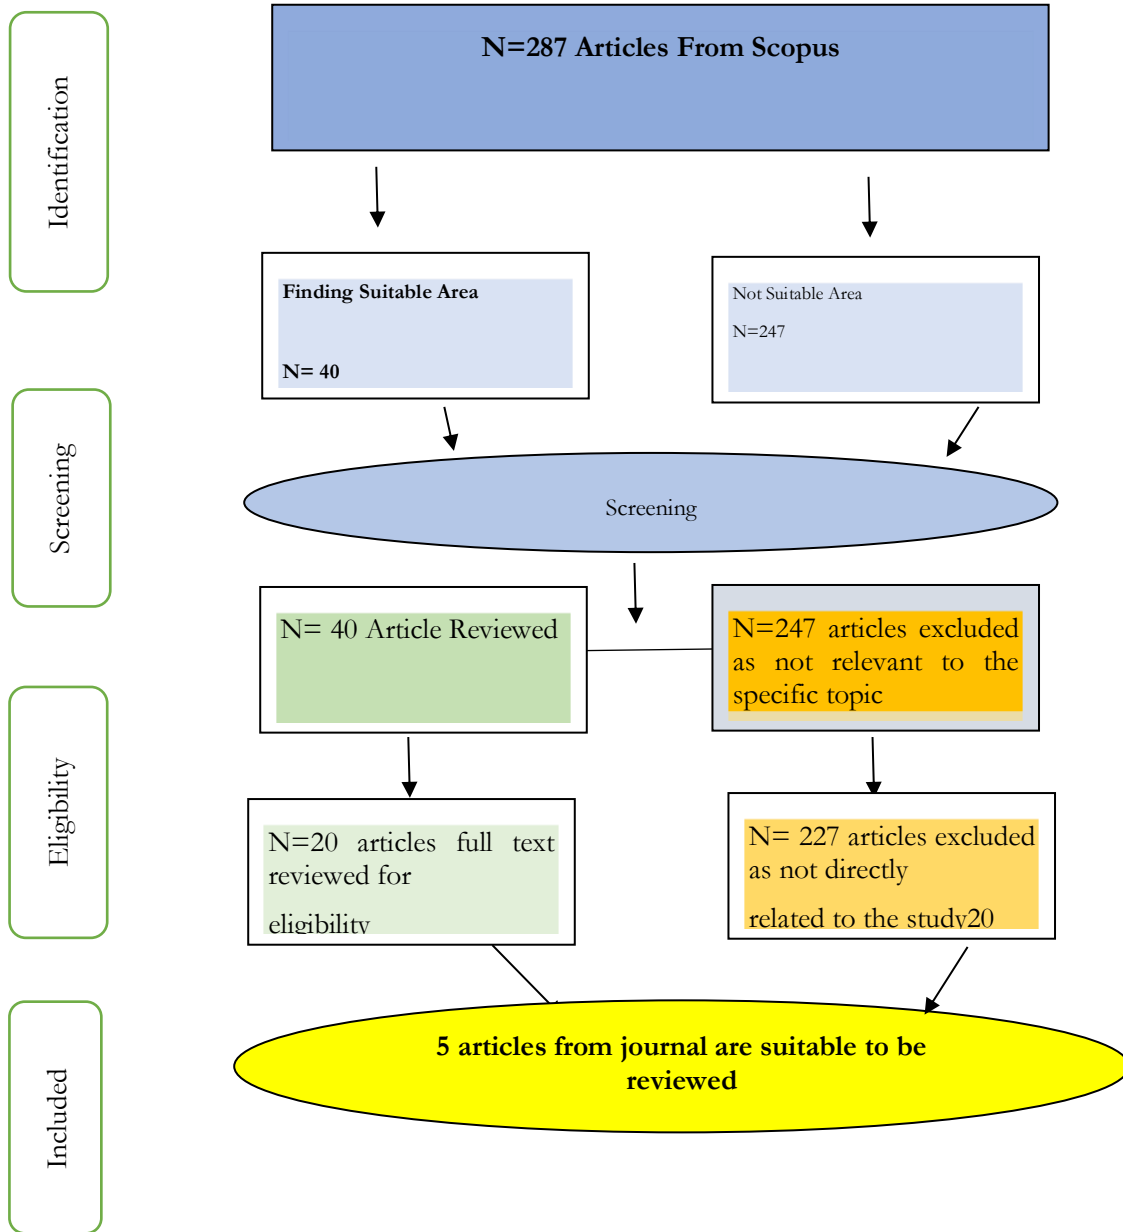 Identification
N=287 Articles From Scopus
Finding Suitable Area
N= 40
Not Suitable Area
N=247
Screening
Screening
N= 40 Article Reviewed
N=247 articles excluded
as not relevant to the
specific topic
Eligibility
N=20 articles full text
reviewed for
eligibility
N= 227 articles excluded
as not directly
related to the study20
Included
5 articles from journal are suitable to be
reviewed